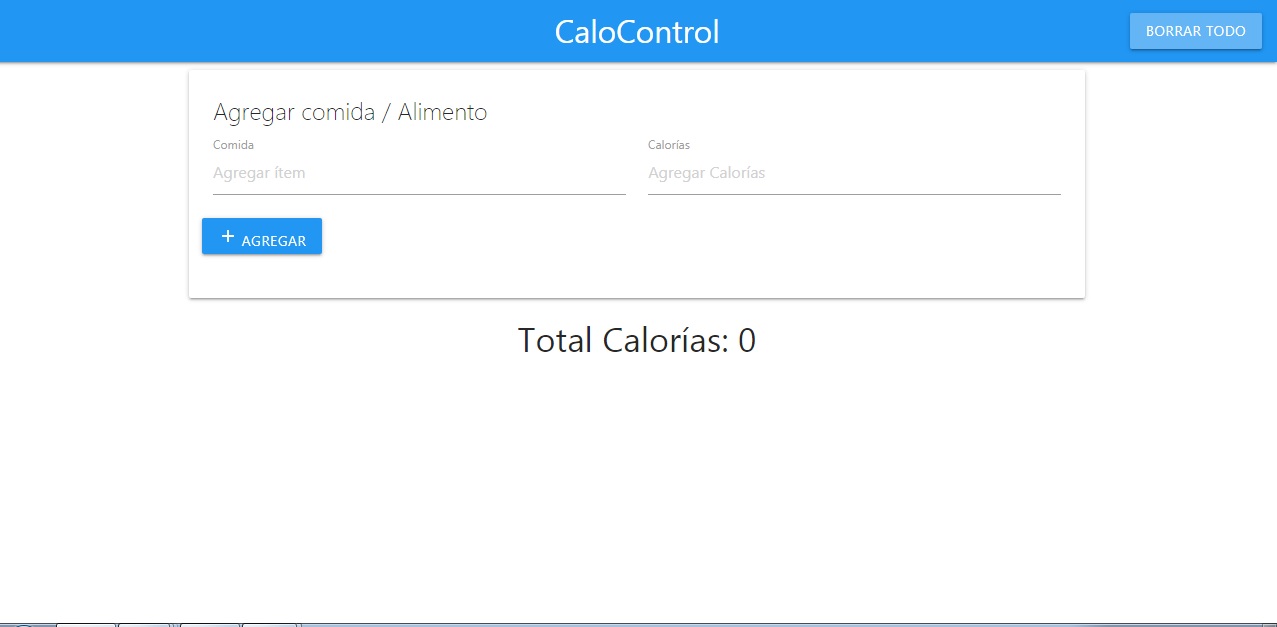 CaloControl
BORRAR TODO
Agregar comida / Alimento
Comida
Calorías
Agregar ítem
Agregar Calorías
+ AGREGAR
Total Calorías: 0